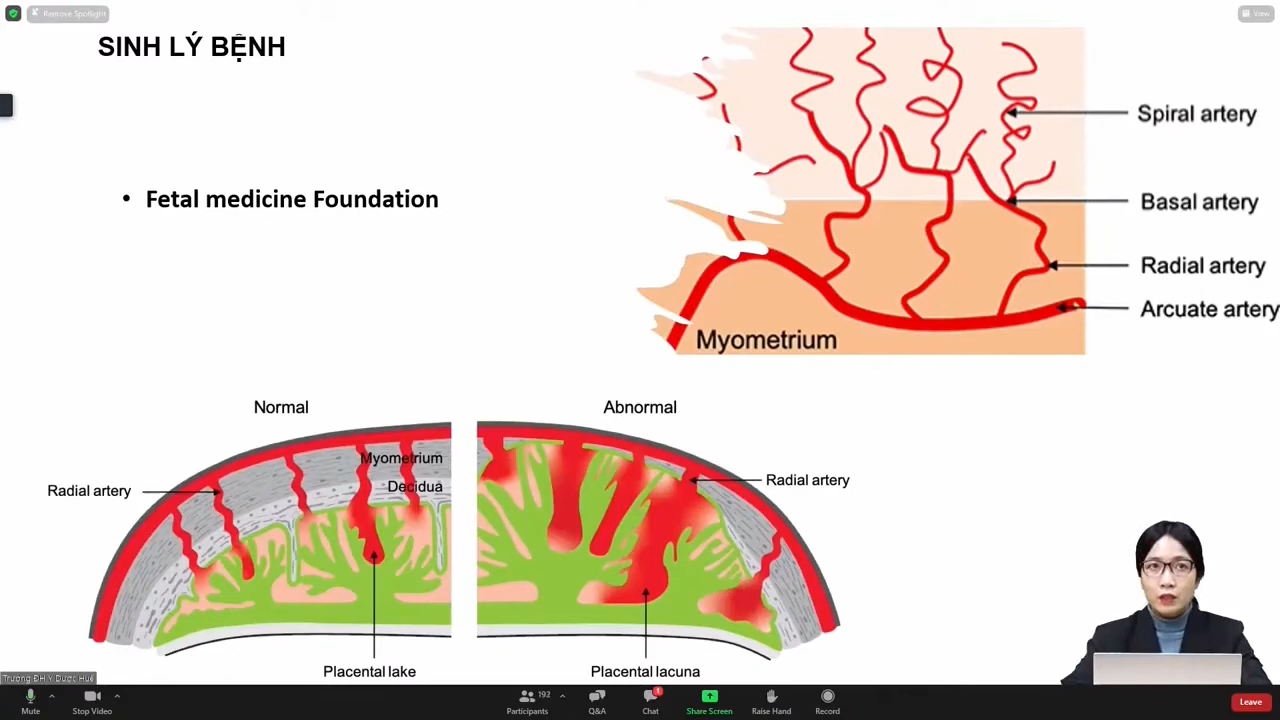 Remove Spotlight
View
SINH LÝ BỆNH
• Fetal medicine Foundation
Spiral artery
Basal artery
Radial artery
Arcuate artery
Myometrium
Normal
Abnormal
Myometrium
Decidua
Radial artery
Radial artery
Placental lake
Placental lacuna
Trường ĐH Y Dược Huế
Mute
Stop Video
192
Participants
Q&A
1
Chat
Share Screen
Raise Hand
Record
Leave